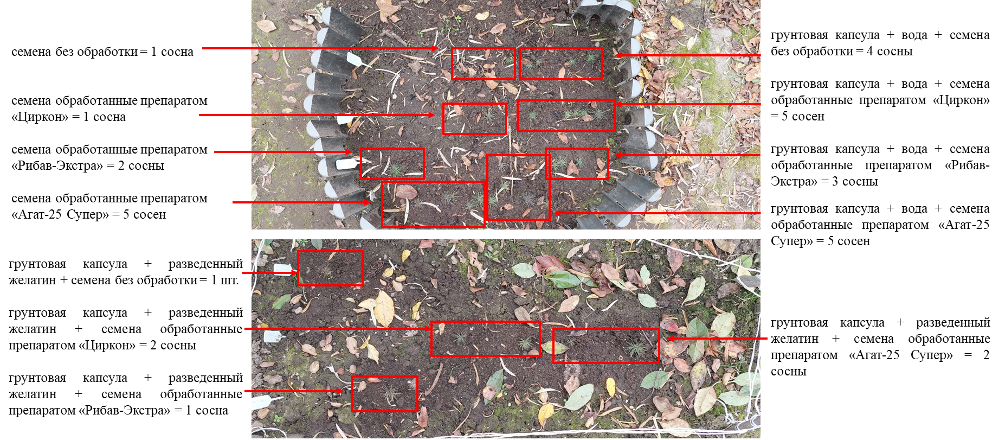 семена без обработки = 1 сосна
семена обработанные препаратом
«Циркон» = 1 сосна
семена обработанные препаратом
«Рибав-Экстра» = 2 сосны
семена обработанные препаратом
«Агат-25 Супер» = 5 сосен
грунтовая капсула + вода + семена
без обработки = 4 сосны
грунтовая капсула + вода + семена
обработанные препаратом «Циркон»
= 5 сосен
грунтовая капсула + вода + семена
обработанные препаратом «Рибав-
Экстра» = 3 сосны
грунтовая капсула + вода + семена
обработанные препаратом «Агат-25
Супер» = 5 сосен
грунтовая капсула + разведенный
желатин + семена без обработки = 1 шт.
грунтовая капсула + разведенный
желатин + семена обработанные
препаратом «Циркон» = 2 сосны
грунтовая капсула + разведенный
желатин + семена обработанные
препаратом «Рибав-Экстра» = 1 сосна
грунтовая капсула + разведенный
желатин + семена обработанные
препаратом «Агат-25 Супер» = 2
сосны